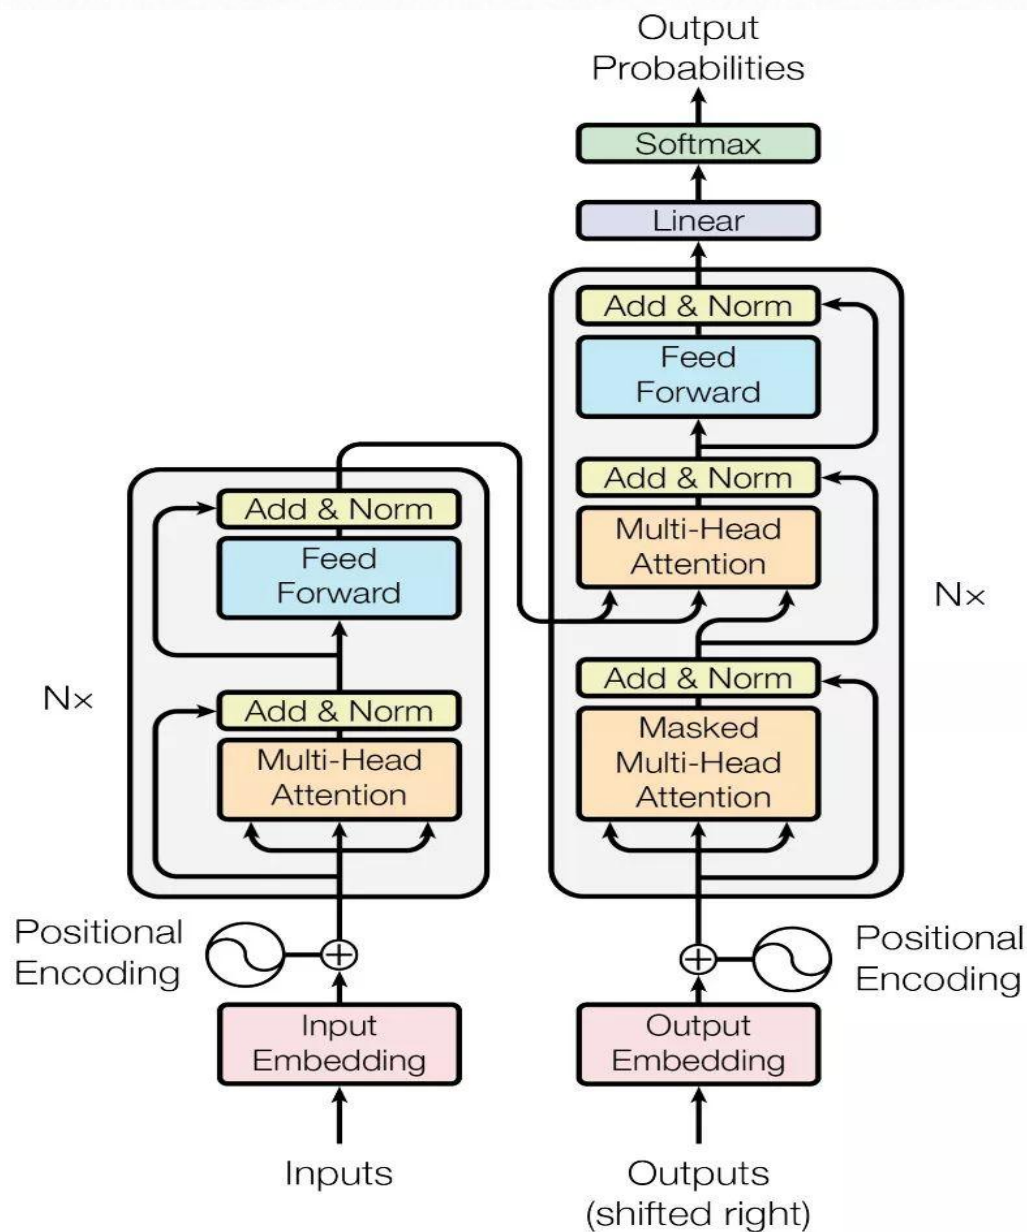 Output
Probabilities
Softmax
Linear
Add & Norm
Feed
Forward
Add & Norm
Multi-Head
Attention
Add & Norm
Masked
Multi-Head
Attention
Nx
Add & Norm
Feed
Forward
Add & Norm
Multi-Head
Attention
Nx
Positional
Encoding
Positional
Encoding
Input
Embedding
Output
Embedding
Inputs
Outputs
(shifted right)